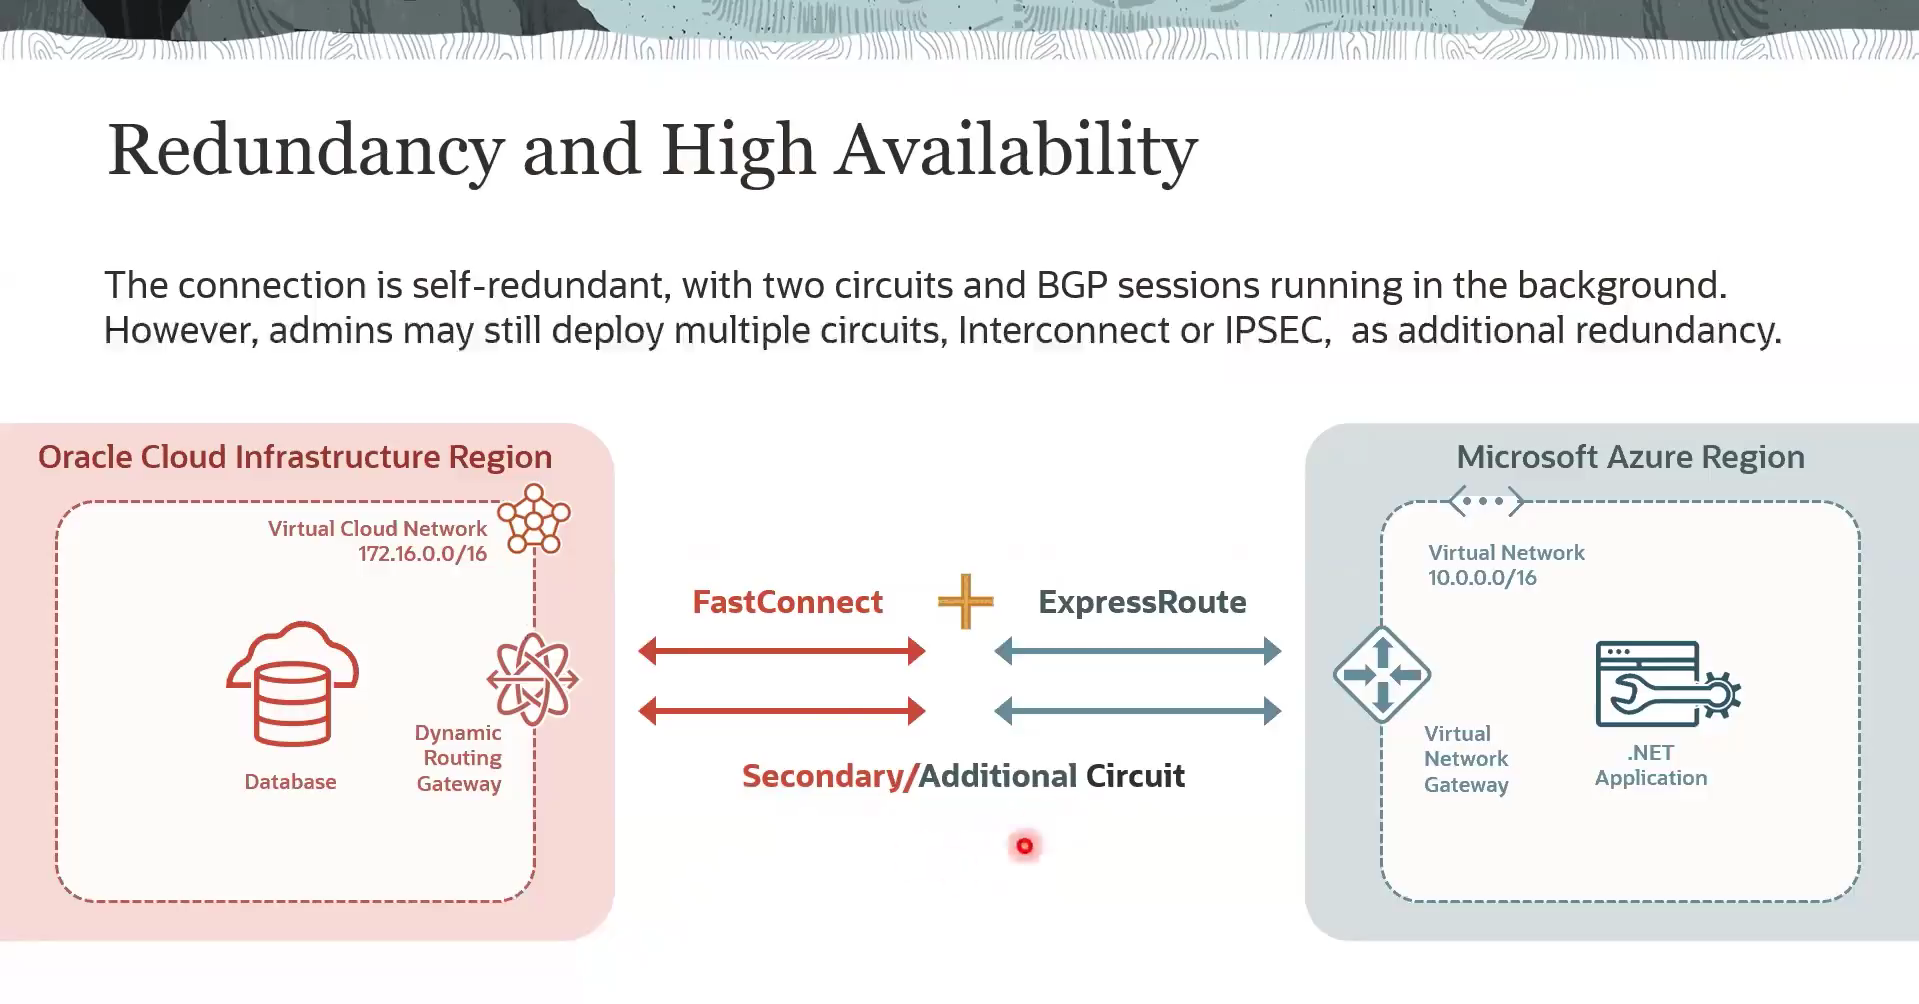 Redundancy and High Availability
The connection is self-redundant, with two circuits and BGP sessions running in the background.
However, admins may still deploy multiple circuits, Interconnect or IPSEC,  as additional redundancy.
Oracle Cloud Infrastructure Region
Virtual Cloud Network
172.16.0.0/16
Database
Dynamic
Routing
Gateway
FastConnect
ExpressRoute
Secondary/Additional Circuit
Microsoft Azure Region
Virtual Network
10.0.0.0/16
Virtual
Network
Gateway
.NET
Application